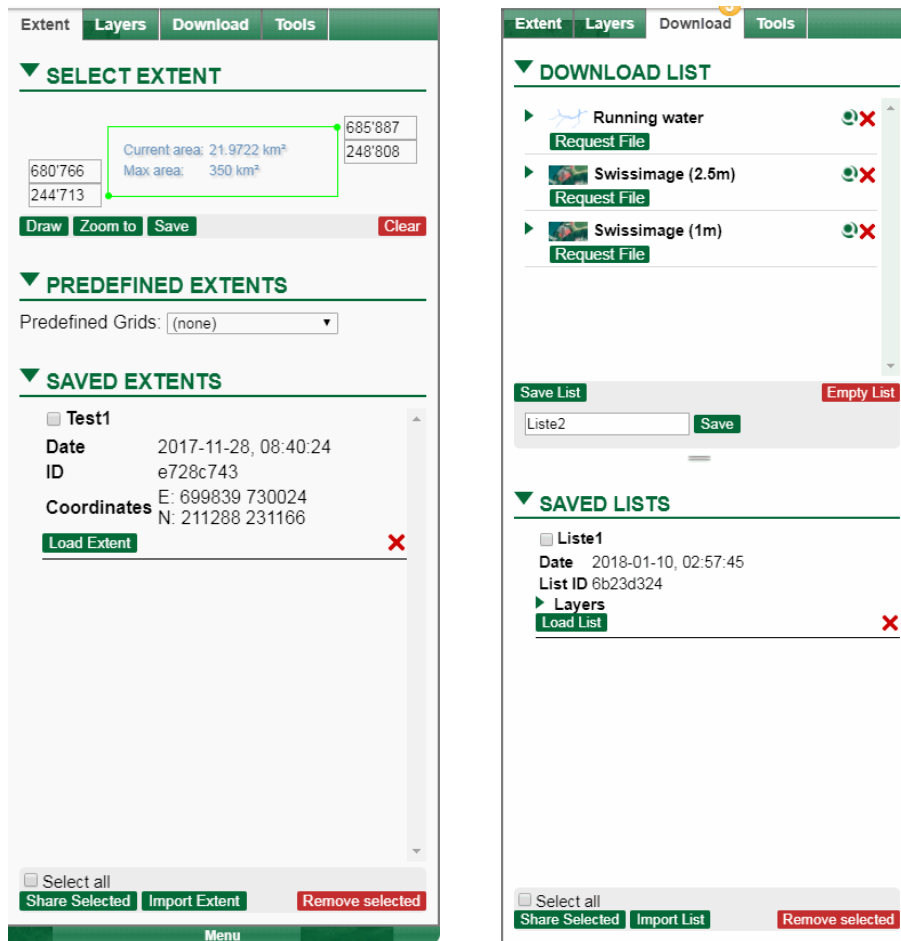 Extent Layers Download Tools
SELECT EXTENT
685'887
248'808
Current area: 21.9722 km²
Max area: 350 km²
680'766
244'713
Draw Zoom to Save Clear
PREDEFINED EXTENTS
Predefined Grids: (none)
SAVED EXTENTS
Test1
Date 2017-11-28, 08:40:24
ID e728c743
Coordinates E: 699839 730024
N: 211288 231166
Load Extent
Select all
Share Selected Import Extent Remove selected
Menu
Extent Layers Download Tools
DOWNLOAD LIST
Running water
Request File
Swissimage (2.5m)
Request File
Swissimage (1m)
Request File
Save List Empty List
Liste2 Save
SAVED LISTS
Liste1
Date 2018-01-10, 02:57:45
List ID 6b23d324
Layers
Load List
Select all
Share Selected Import List Remove selected